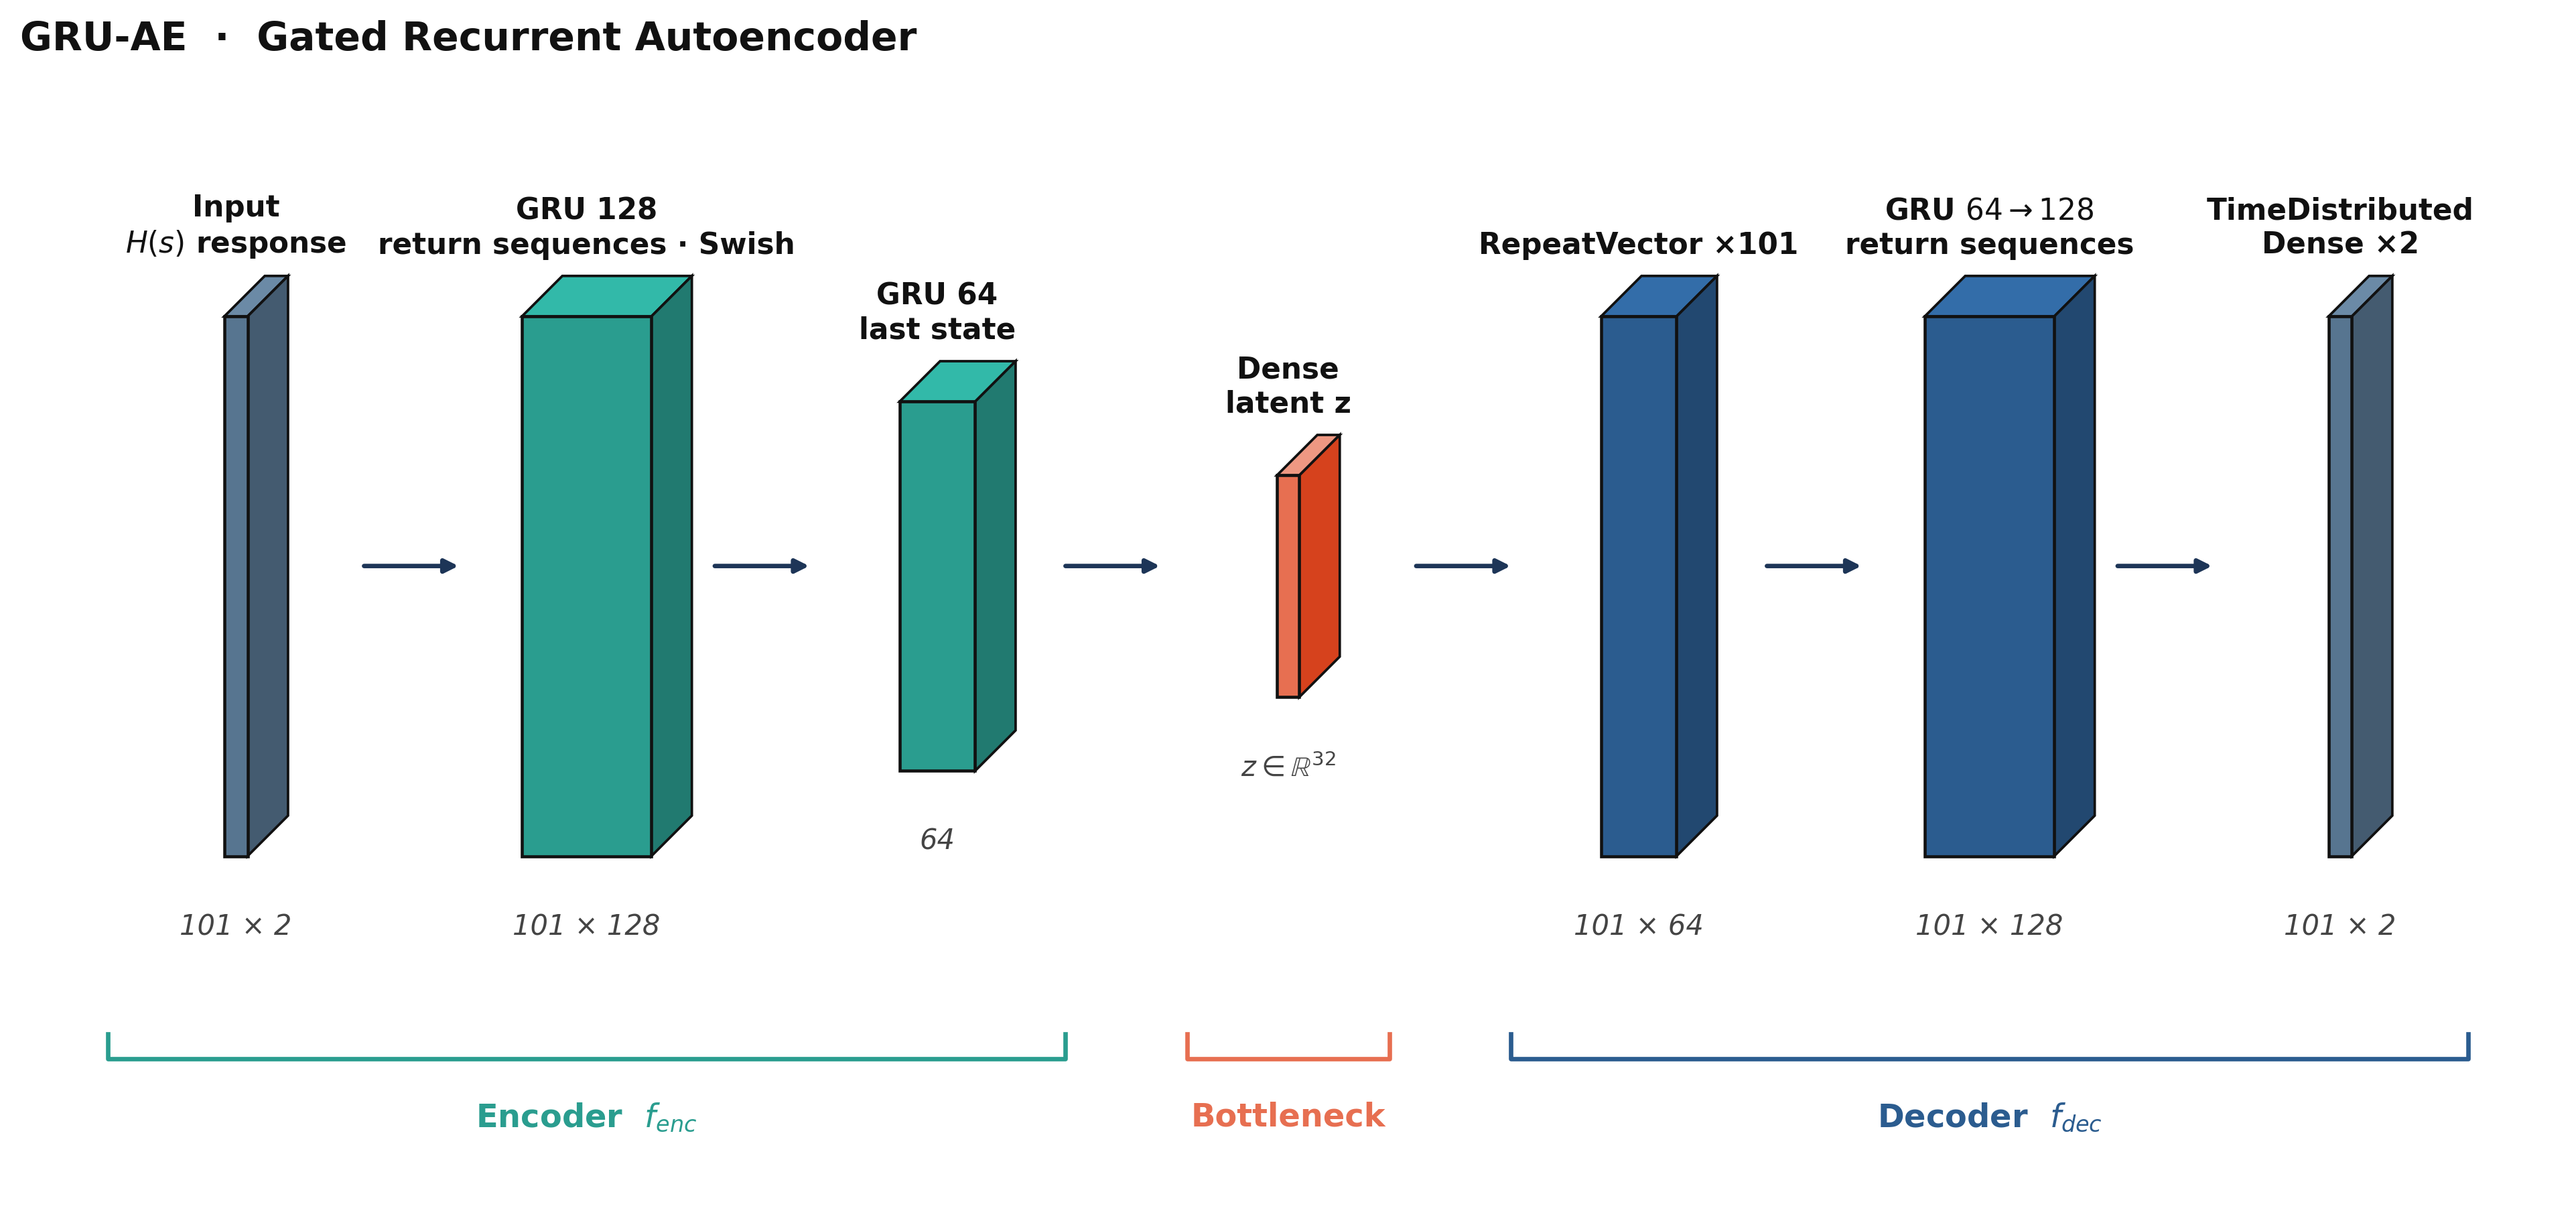 GRU-AE · Gated Recurrent Autoencoder
Input
H(s) response
GRU 128
return sequences · Swish
GRU 64
last state
Dense
latent z
RepeatVector ×101
GRU 64→128
return sequences
TimeDistributed
Dense ×2
101 × 2
101 × 128
64
z ∈ ℝ³²
101 × 64
101 × 128
101 × 2
Encoder f_enc
Bottleneck
Decoder f_dec